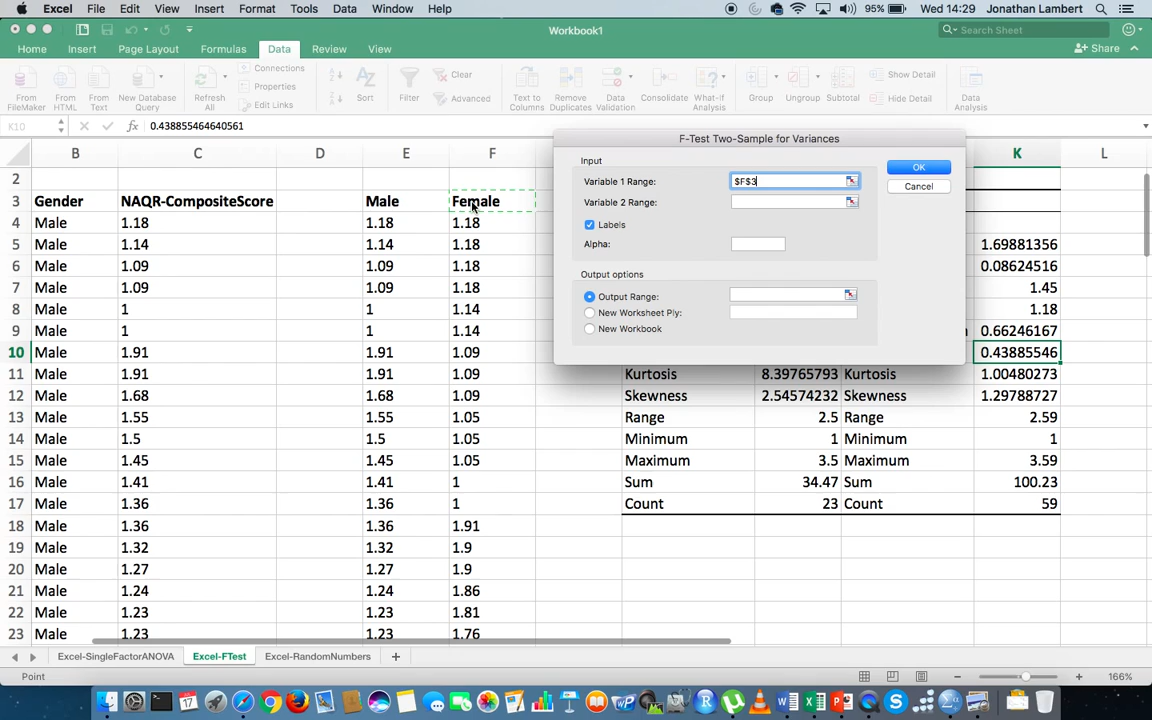 Excel File Edit View Insert Format Tools Data Window Help 95% Wed 14:29 Jonathan Lambert
Workbook1
Search Sheet
Home Insert Page Layout Formulas Data Review View
Share
From FileMaker
From HTML
From Text
New Database Query
Refresh All
Connections
Properties
Edit Links
Sort
Filter
Clear
Advanced
Text to Columns
Remove Duplicates
Data Validation
Consolidate
What-If Analysis
Group
Ungroup
Subtotal
Show Detail
Hide Detail
Data Analysis
K10 fx 0.438855464640561
B C D E F K L
F-Test Two-Sample for Variances
Input
Variable 1 Range: $F$3
Variable 2 Range:
Labels
Alpha:
OK
Cancel
Output options
Output Range:
New Worksheet Ply:
New Workbook
2
3 Gender NAQR-CompositeScore Male Female
4 Male 1.18 1.18 1.18
5 Male 1.14 1.14 1.18 1.69881356
6 Male 1.09 1.09 1.18 0.08624516
7 Male 1.09 1.09 1.18 1.45
8 Male 1 1 1.14 1.18
9 Male 1 1 1.14 n 0.66246167
10 Male 1.91 1.91 1.09 0.43885546
11 Male 1.91 1.91 1.09 Kurtosis 8.39765793 Kurtosis 1.00480273
12 Male 1.68 1.68 1.09 Skewness 2.54574232 Skewness 1.29788727
13 Male 1.55 1.55 1.05 Range 2.5 Range 2.59
14 Male 1.5 1.5 1.05 Minimum 1 Minimum 1
15 Male 1.45 1.45 1.05 Maximum 3.5 Maximum 3.59
16 Male 1.41 1.41 1 Sum 34.47 Sum 100.23
17 Male 1.36 1.36 1 Count 23 Count 59
18 Male 1.36 1.36 1.91
19 Male 1.32 1.32 1.9
20 Male 1.27 1.27 1.9
21 Male 1.24 1.24 1.86
22 Male 1.23 1.23 1.81
23 Male 1.23 1.23 1.76
Excel-SingleFactorANOVA Excel-FTest Excel-RandomNumbers
Point 166%